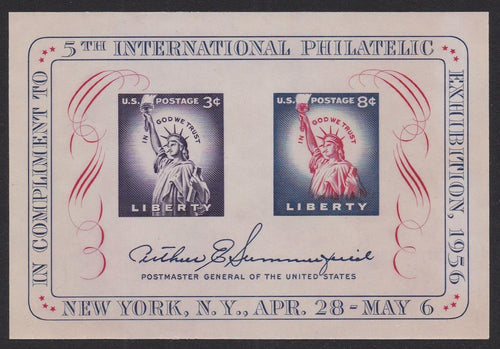 IN COMPLIMENT TO
5TH INTERNATIONAL PHILATELIC
EXHIBITION, 1956
U.S. POSTAGE 3¢
IN GOD WE TRUST
LIBERTY
U.S. POSTAGE 8¢
IN GOD WE TRUST
LIBERTY
Arthur E Summerfield
POSTMASTER GENERAL OF THE UNITED STATES
NEW YORK, N.Y., APR. 28-MAY 6